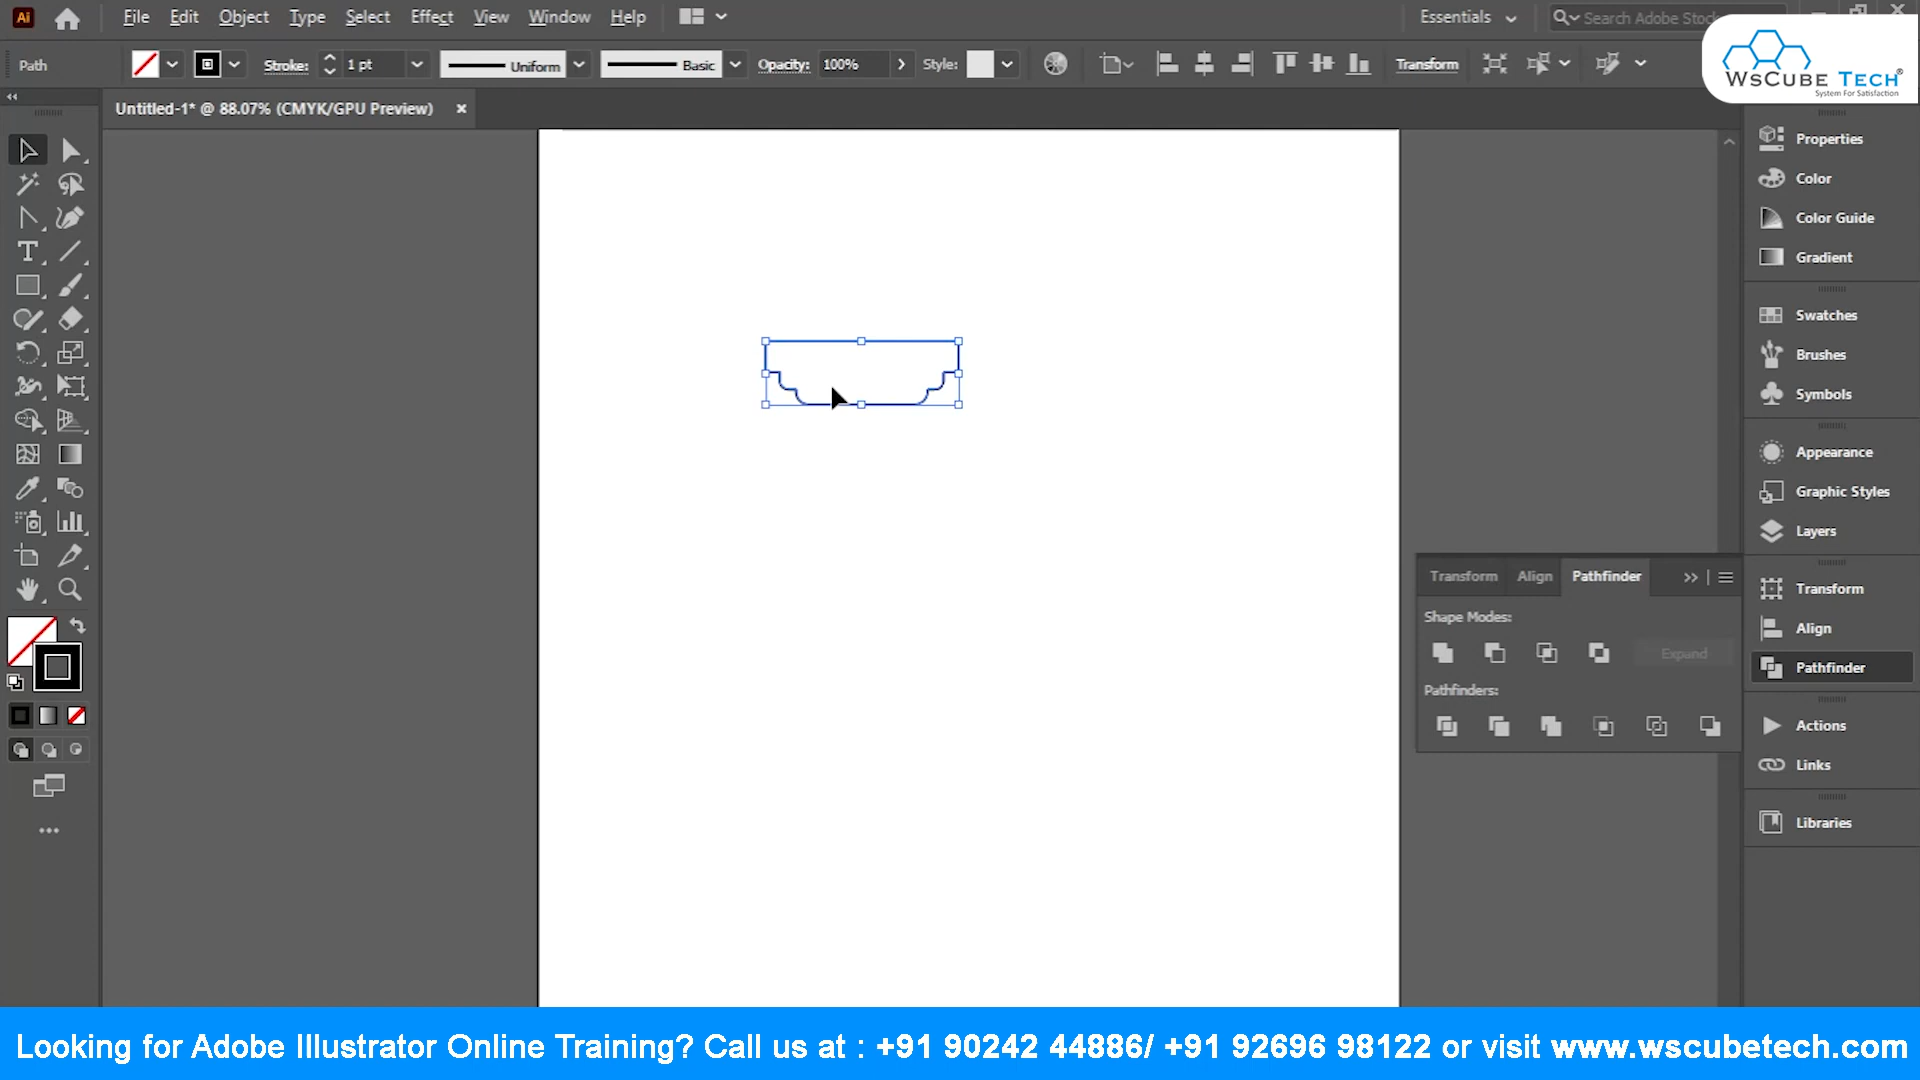 Ai File Edit Object Type Select Effect View Window Help Essentials Search Adobe Stock
WsCUBE TECH®
System For Satisfaction
Path Stroke: 1 pt Uniform Basic Opacity: 100% Style: Transform
Untitled-1* @ 88.07% (CMYK/GPU Preview)
Properties
Color
Color Guide
Gradient
Swatches
Brushes
Symbols
Appearance
Graphic Styles
Layers
Transform Align Pathfinder
Shape Modes:
Expand
Pathfinders:
Transform
Align
Pathfinder
Actions
Links
Libraries
Looking for Adobe Illustrator Online Training? Call us at : +91 90242 44886/ +91 92696 98122 or visit www.wscubetech.com